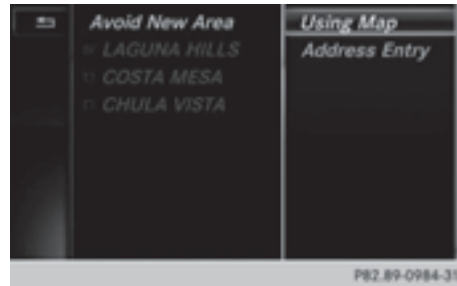 Avoid New Area
LAGUNA HILLS
COSTA MESA
CHULA VISTA
Using Map
Address Entry
P82.89-0984-31